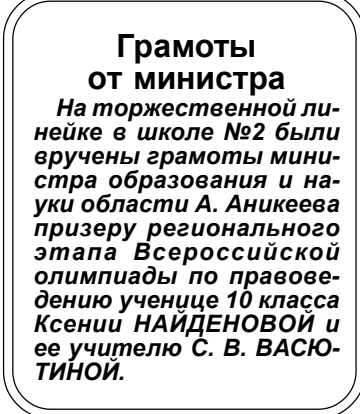 Грамоты
от министра
На торжественной ли-
нейке в школе №2 были
вручены грамоты мини-
стра образования и на-
уки области А. Аникеева
призеру регионального
этапа Всероссийской
олимпиады по правове-
дению ученице 10 класса
Ксении НАЙДЕНОВОЙ и
ее учителю С. В. ВАСЮ-
ТИНОЙ.